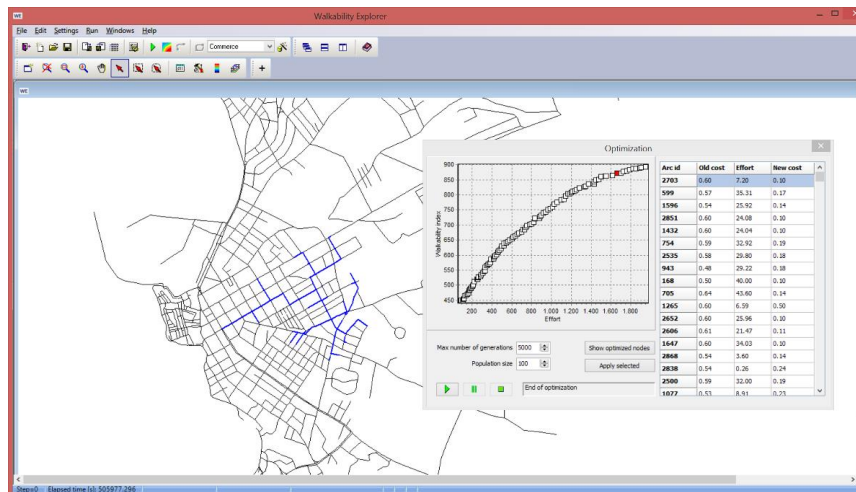 WE Walkability Explorer
File Edit Settings Run Windows Help
Commerce
WE
Optimization
900
850
800
750
700
650
600
550
500
450
Walkability index
200 400 600 800 1.000 1.200 1.400 1.600 1.800
Effort
Max number of generations 5000 Show optimized nodes
Population size 100 Apply selected
End of optimization
Arc id Old cost Effort New cost
2703 0.60 7.20 0.10
599 0.57 35.31 0.17
1596 0.54 25.92 0.14
2851 0.60 24.08 0.10
1432 0.60 24.04 0.10
754 0.59 32.92 0.19
2535 0.58 29.80 0.18
943 0.48 29.22 0.18
168 0.50 40.00 0.10
705 0.64 43.60 0.14
1265 0.60 6.59 0.50
2652 0.60 25.96 0.10
2606 0.61 21.47 0.11
1647 0.60 34.03 0.10
2868 0.54 3.60 0.14
2838 0.54 0.26 0.24
2500 0.59 32.00 0.19
1077 0.53 8.91 0.23
Step=0 Elapsed time [s]: 505977.296